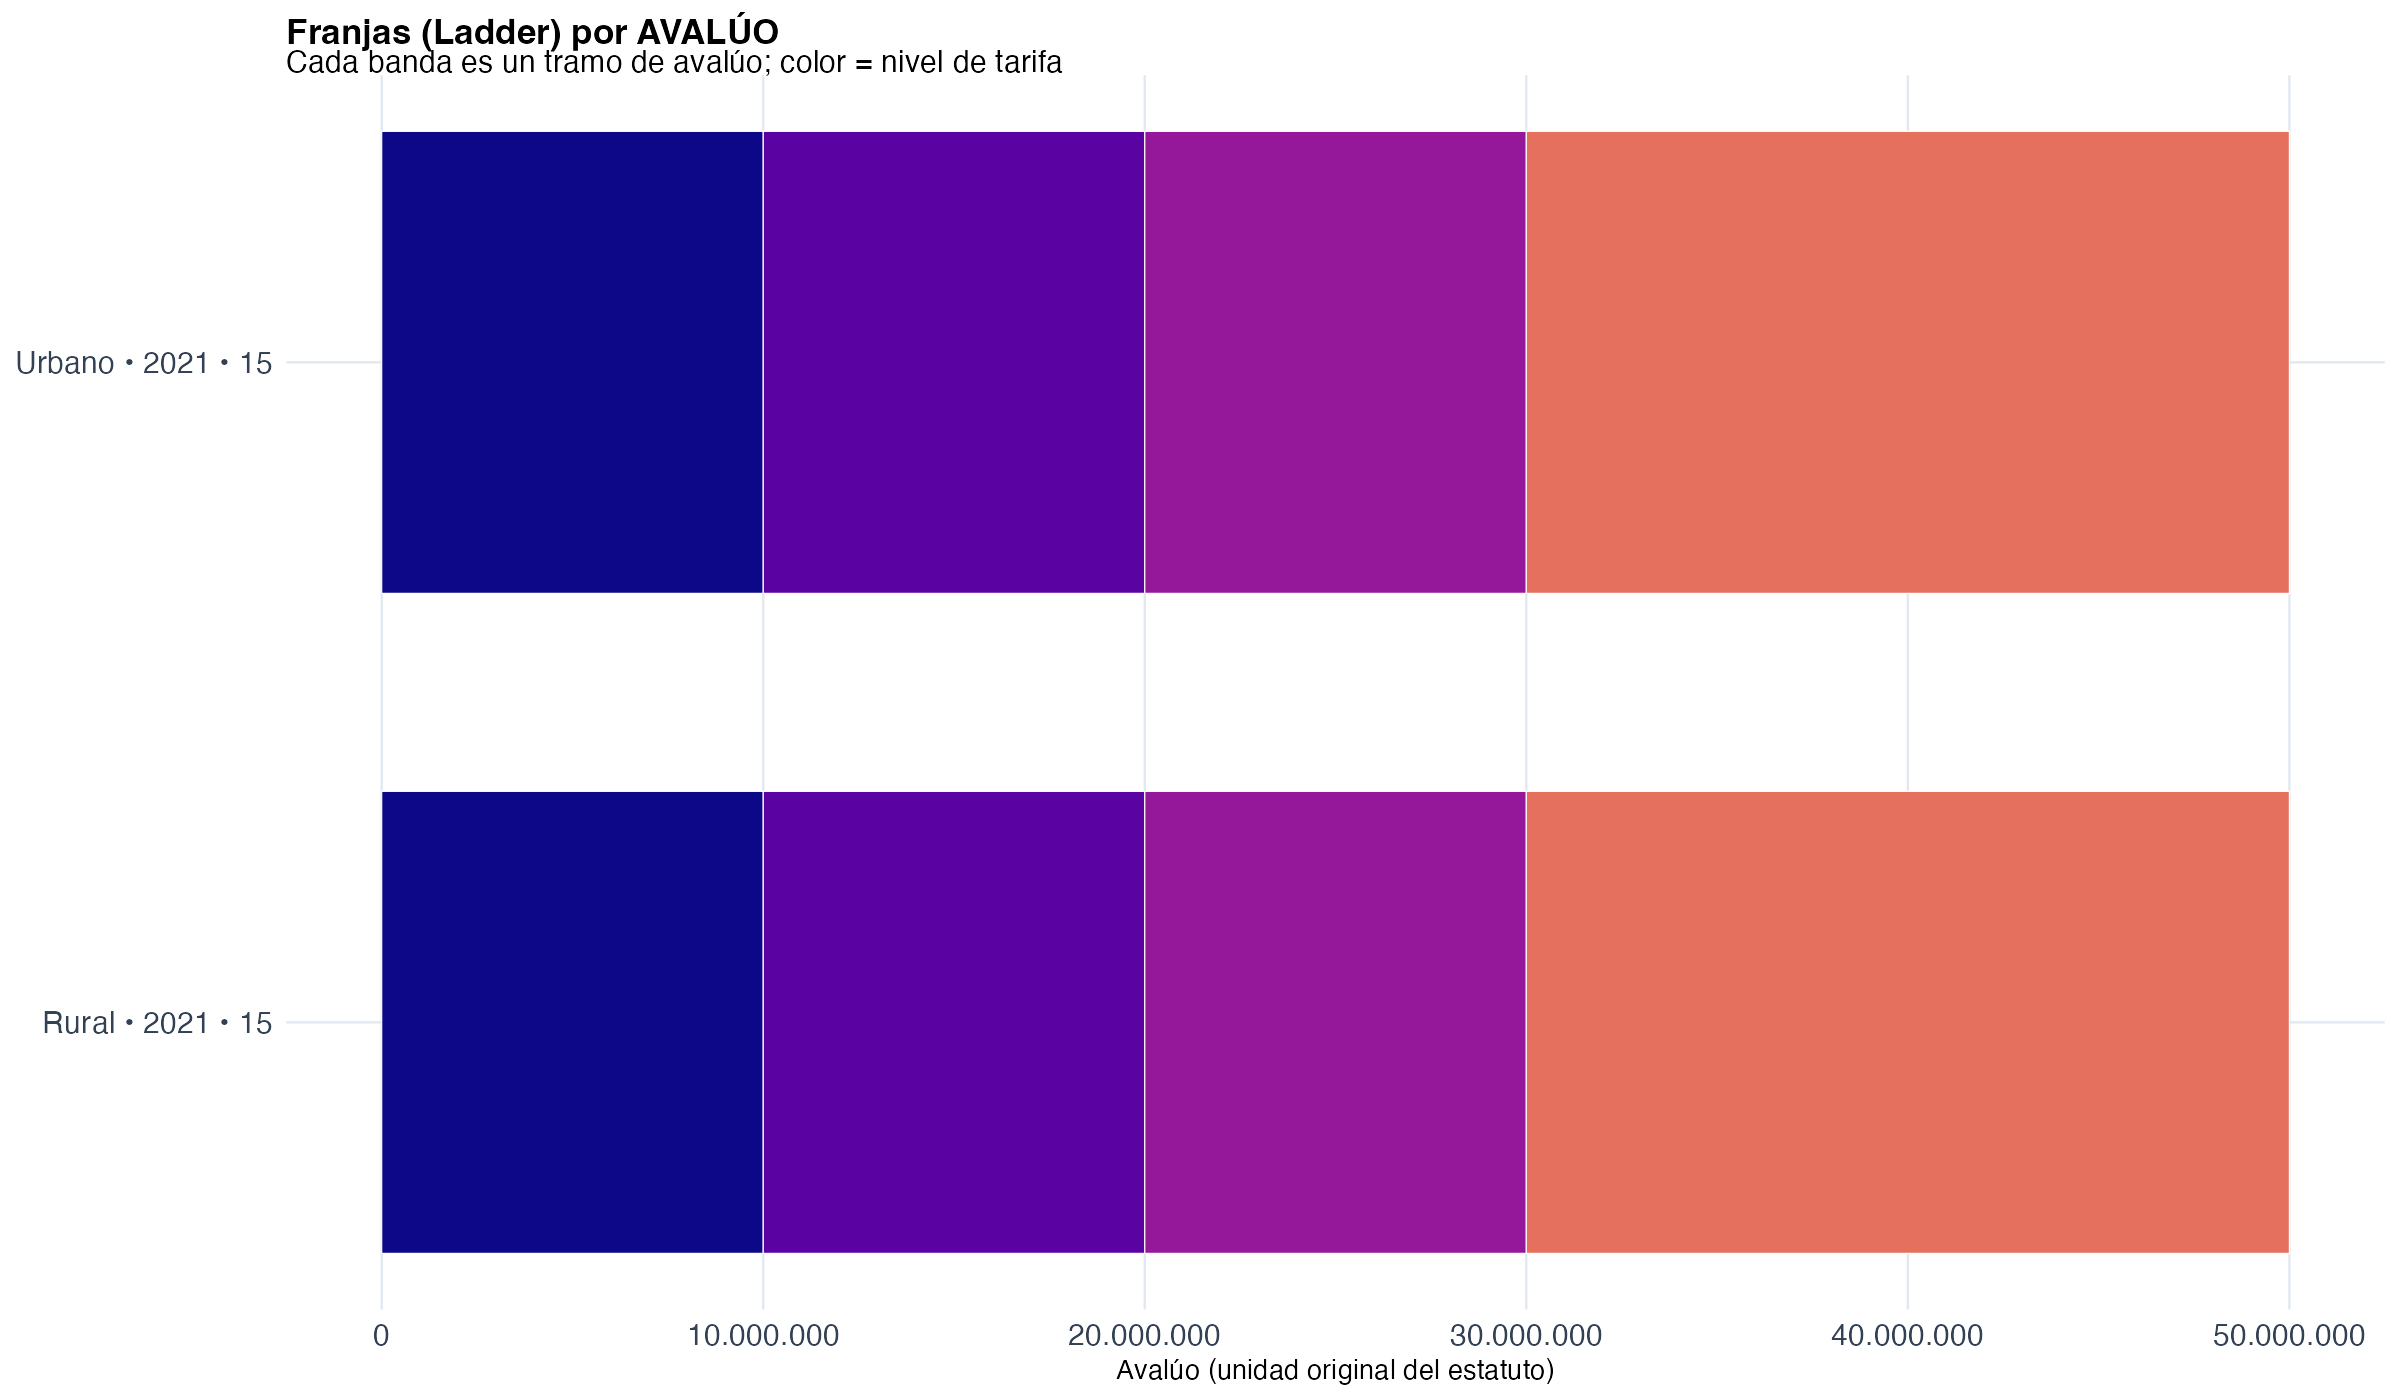 Franjas (Ladder) por AVALÚO
Cada banda es un tramo de avalúo; color = nivel de tarifa
Urbano • 2021 • 15
Rural • 2021 • 15
0 10.000.000 20.000.000 30.000.000 40.000.000 50.000.000
Avalúo (unidad original del estatuto)